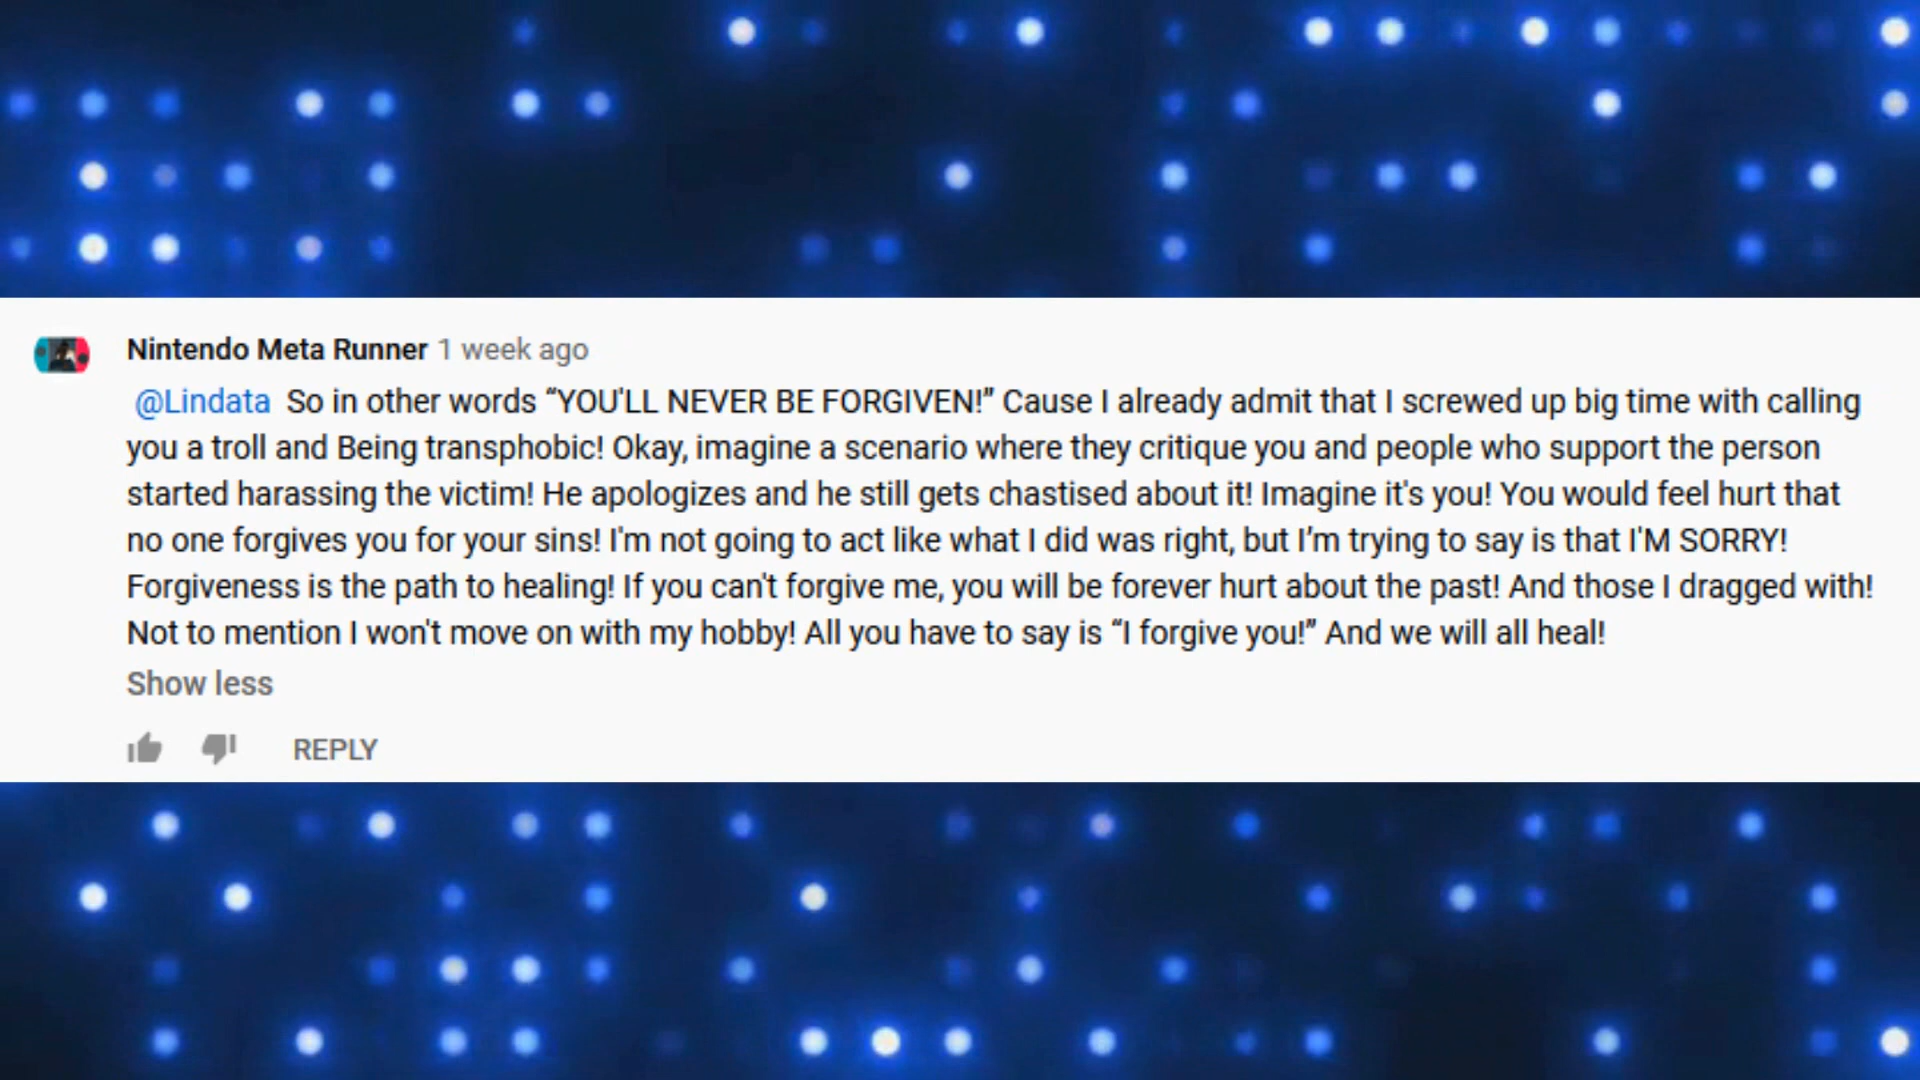 Nintendo Meta Runner 1 week ago
@Lindata So in other words “YOU'LL NEVER BE FORGIVEN!” Cause I already admit that I screwed up big time with calling
you a troll and Being transphobic! Okay, imagine a scenario where they critique you and people who support the person
started harassing the victim! He apologizes and he still gets chastised about it! Imagine it's you! You would feel hurt that
no one forgives you for your sins! I'm not going to act like what I did was right, but I’m trying to say is that I'M SORRY!
Forgiveness is the path to healing! If you can't forgive me, you will be forever hurt about the past! And those I dragged with!
Not to mention I won't move on with my hobby! All you have to say is “I forgive you!” And we will all heal!
Show less
REPLY